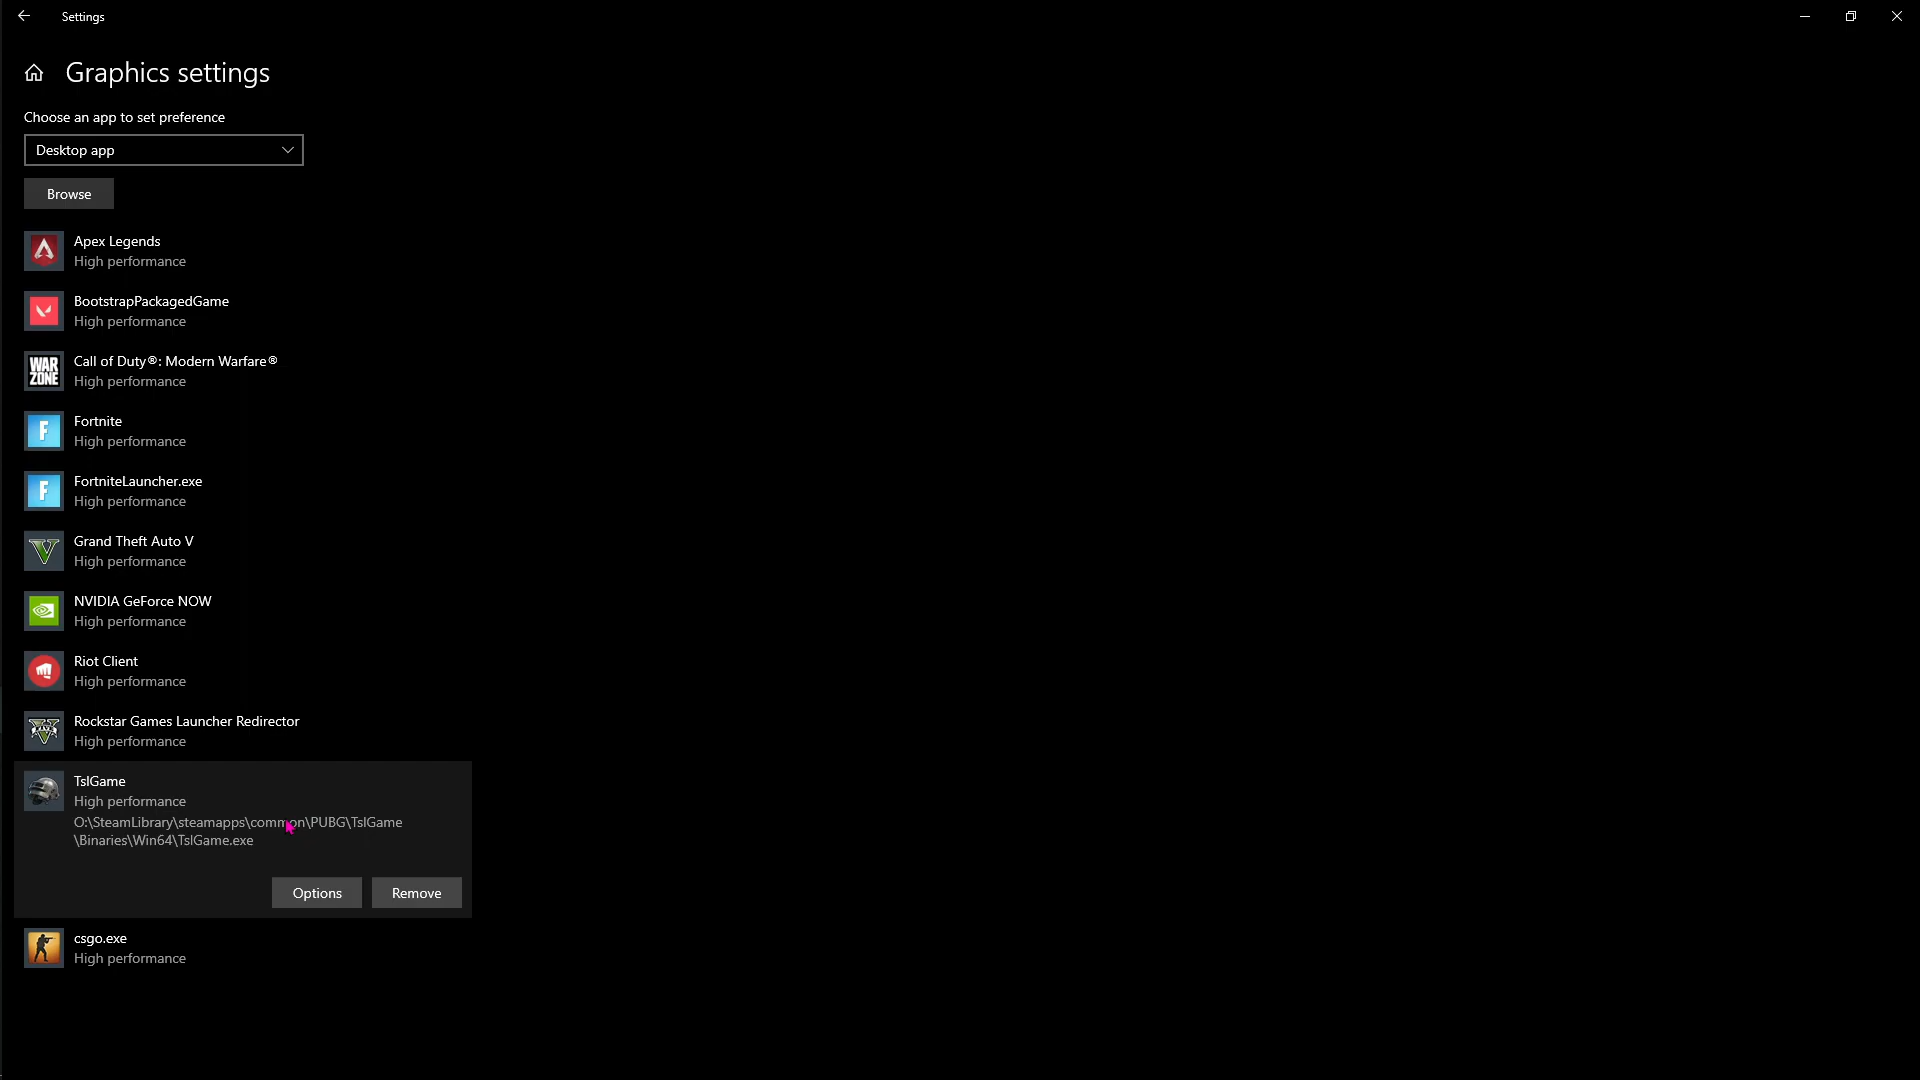 Settings
Graphics settings
Choose an app to set preference
Desktop app
Browse
Apex Legends
High performance
BootstrapPackagedGame
High performance
WAR
ZONE
Call of Duty®: Modern Warfare®
High performance
F
Fortnite
High performance
F
FortniteLauncher.exe
High performance
V
Grand Theft Auto V
High performance
NVIDIA GeForce NOW
High performance
Riot Client
High performance
V
FIVE
Rockstar Games Launcher Redirector
High performance
TslGame
High performance
O:\SteamLibrary\steamapps\common\PUBG\TslGame
\Binaries\Win64\TslGame.exe
Options
Remove
csgo.exe
High performance